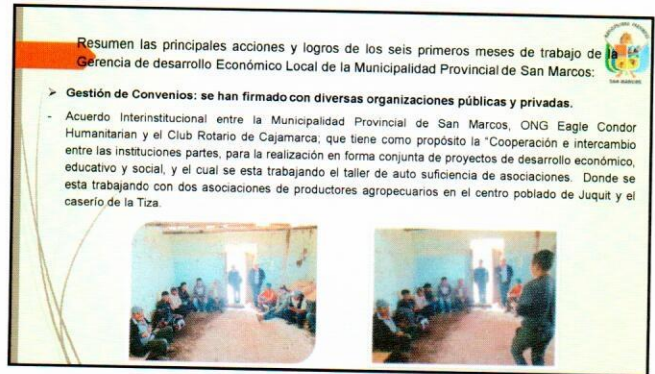 Resumen las principales acciones y logros de los seis primeros meses de trabajo de la
Gerencia de desarrollo Económico Local de la Municipalidad Provincial de San Marcos:
SAN MARCOS
➢ Gestión de Convenios: se han firmado con diversas organizaciones públicas y privadas.
- Acuerdo Interinstitucional entre la Municipalidad Provincial de San Marcos, ONG Eagle Condor
Humanitarian y el Club Rotario de Cajamarca; que tiene como propósito la "Cooperación e intercambio
entre las instituciones partes, para la realización en forma conjunta de proyectos de desarrollo económico,
educativo y social, y el cual se esta trabajando el taller de auto suficiencia de asociaciones. Donde se
esta trabajando con dos asociaciones de productores agropecuarios en el centro poblado de Juquit y el
caserío de la Tiza.